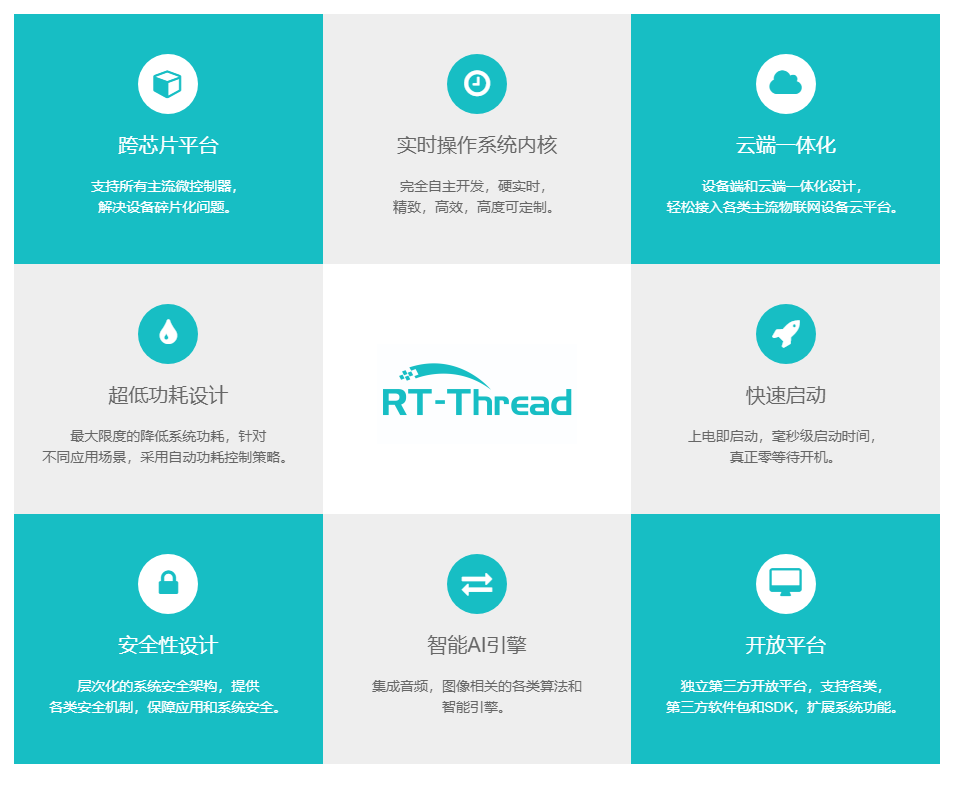 跨芯片平台
支持所有主流微控制器，
解决设备碎片化问题。
实时操作系统内核
完全自主开发，硬实时，
精致，高效，高度可定制。
云端一体化
设备端和云端一体化设计，
轻松接入各类主流物联网设备云平台。
超低功耗设计
最大限度的降低系统功耗，针对
不同应用场景，采用自动功耗控制策略。
RT-Thread
快速启动
上电即启动，毫秒级启动时间，
真正零等待开机。
安全性设计
层次化的系统安全架构，提供
各类安全机制，保障应用和系统安全。
智能AI引擎
集成音频，图像相关的各类算法和
智能引擎。
开放平台
独立第三方开放平台，支持各类，
第三方软件包和SDK，扩展系统功能。